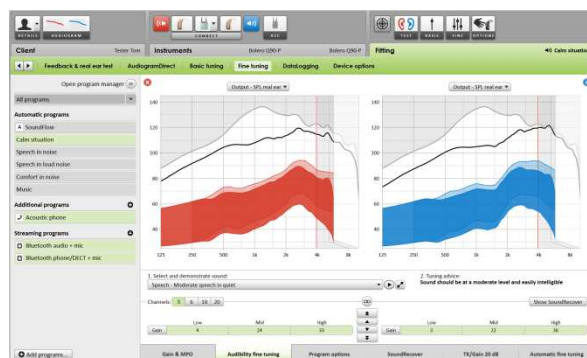 DETAILS AUDIOGRAM CONNECT REC TEST BASIC FINE OPTIONS
Client Tester Tom Instruments Bolero Q90-P Bolero Q90-P Fitting Calm situation
Feedback & real ear test AudiogramDirect Basic tuning Fine tuning DataLogging Device options
Open program manager
All programs
Automatic programs
A SoundFlow
Calm situation
Speech in noise
Speech in loud noise
Comfort in noise
Music
Additional programs
Acoustic phone
Streaming programs
Bluetooth audio + mic
Bluetooth phone/DECT + mic
Add programs...
Output - SPL real ear
140
120
100
80
60
40
125 250 500 1k 2k 4k 8k
Output - SPL real ear
140
120
100
80
60
40
125 250 500 1k 2k 4k 8k
1. Select and demonstrate sound:
Speech - Moderate speech in quiet
2. Tuning advice:
Sound should be at a moderate level and easily intelligible
Channels: 3 6 10 20
Show SoundRecover
Low Mid High
Gain 4 24 35
Low Mid High
Gain 3 22 36
Gain & MPO Audibility fine tuning Program options SoundRecover TK/Gain 20 dB Automatic fine tuning